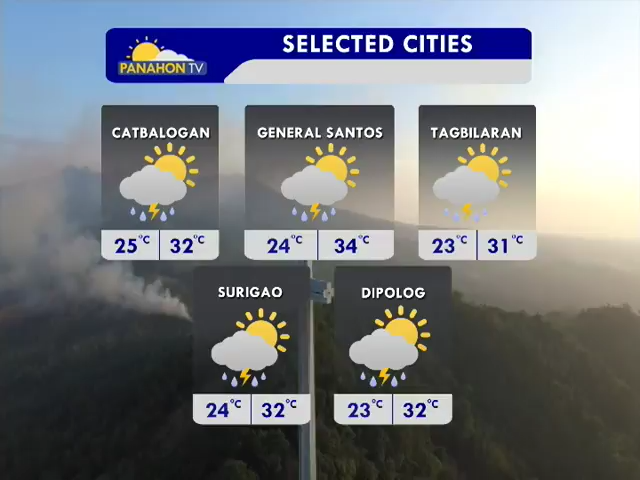 SELECTED CITIES
PANAHON TV
CATBALOGAN
25°C 32°C
GENERAL SANTOS
24°C 34°C
TAGBILARAN
23°C 31°C
SURIGAO
24°C 32°C
DIPOLOG
23°C 32°C